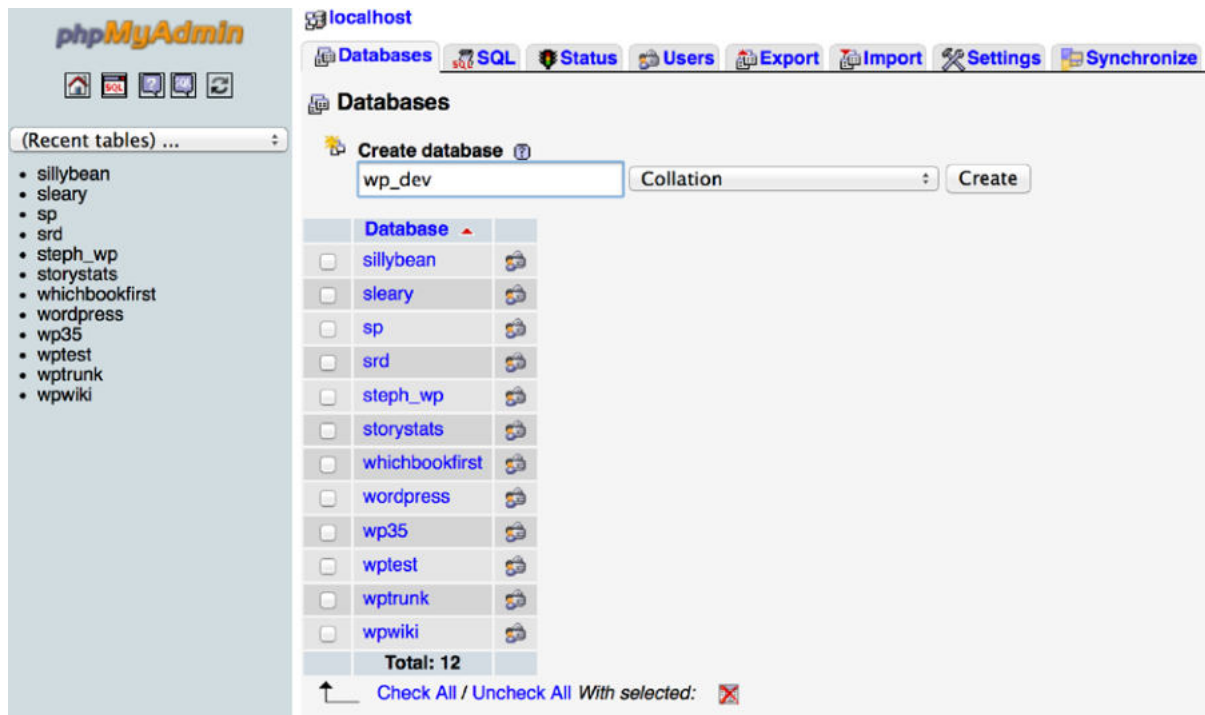 phpMyAdmin
(Recent tables) ...
sillybean
sleary
sp
srd
steph_wp
storystats
whichbookfirst
wordpress
wp35
wptest
wptrunk
wpwiki
localhost
Databases SQL Status Users Export Import Settings Synchronize
Databases
Create database
wp_dev Collation Create
Database
sillybean
sleary
sp
srd
steph_wp
storystats
whichbookfirst
wordpress
wp35
wptest
wptrunk
wpwiki
Total: 12
Check All / Uncheck All With selected: